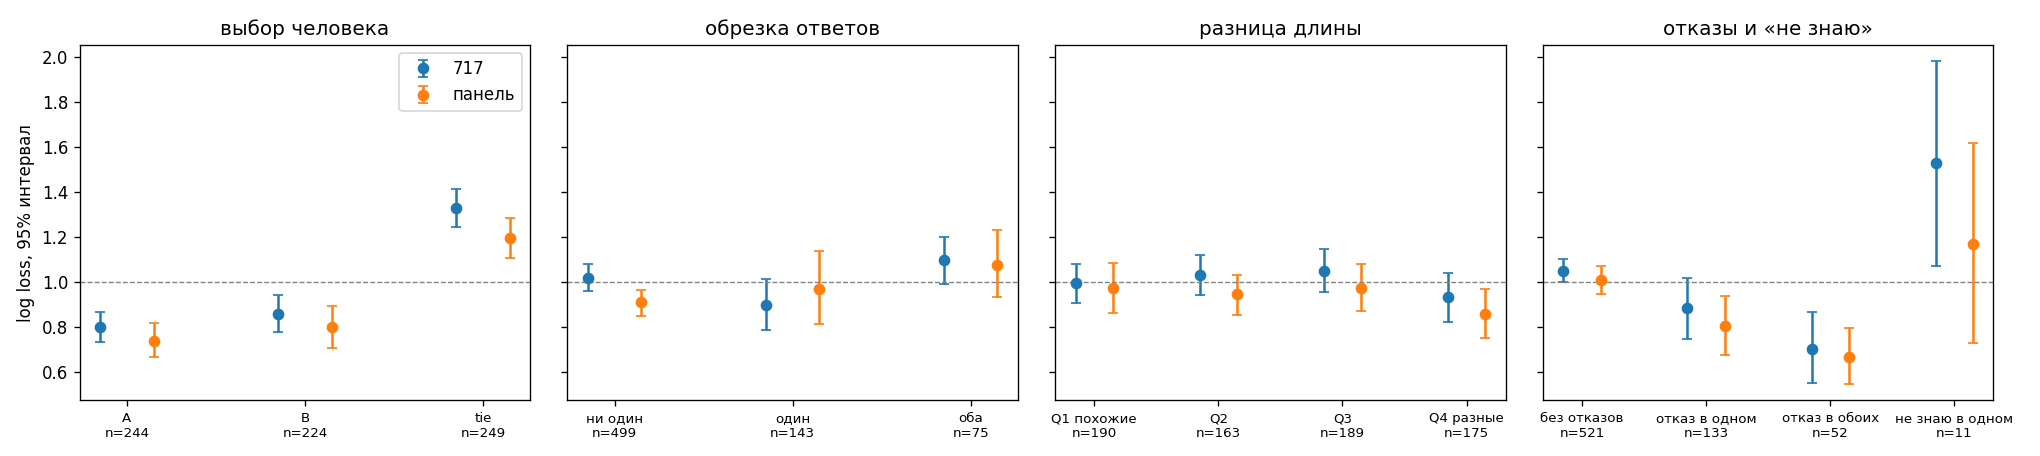 выбор человека
обрезка ответов
разница длины
отказы и «не знаю»
log loss, 95% интервал
2.0
1.8
1.6
1.4
1.2
1.0
0.8
0.6
717
панель
A
n=244
B
n=224
tie
n=249
ни один
n=499
один
n=143
оба
n=75
Q1 похожие
n=190
Q2
n=163
Q3
n=189
Q4 разные
n=175
без отказов
n=521
отказ в одном
n=133
отказ в обоих
n=52
не знаю в одном
n=11